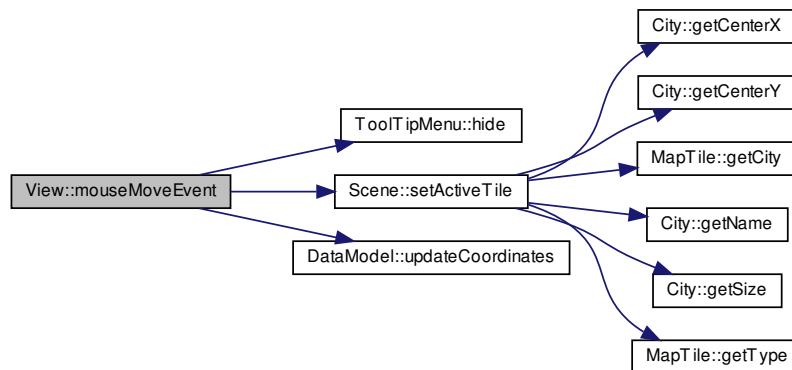 City::getCenterX
City::getCenterY
ToolTipMenu::hide
MapTile::getCity
View::mouseMoveEvent
Scene::setActiveTile
City::getName
DataModel::updateCoordinates
City::getSize
MapTile::getType